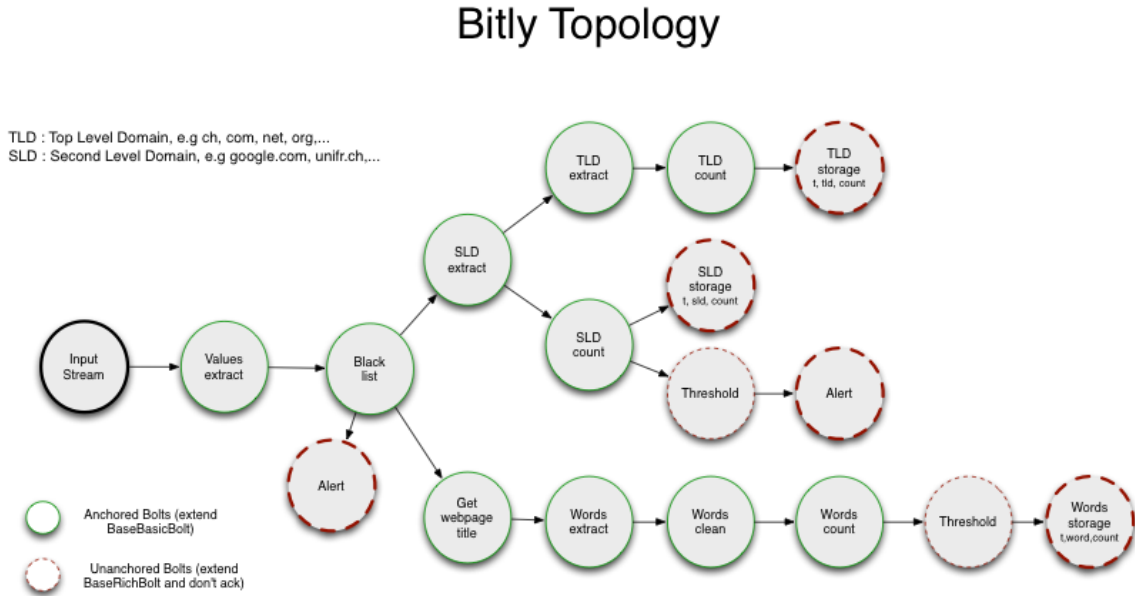 Bitly Topology
TLD : Top Level Domain, e.g ch, com, net, org,...
SLD : Second Level Domain, e.g google.com, unifr.ch,...
TLD
extract
TLD
count
TLD
storage
t, tld, count
SLD
extract
SLD
storage
t, sld, count
SLD
count
Input
Stream
Values
extract
Black
list
Threshold
Alert
Alert
Get
webpage
title
Words
extract
Words
clean
Words
count
Threshold
Words
storage
t,word,count
Anchored Bolts (extend
BaseBasicBolt)
Unanchored Bolts (extend
BaseRichBolt and don't ack)